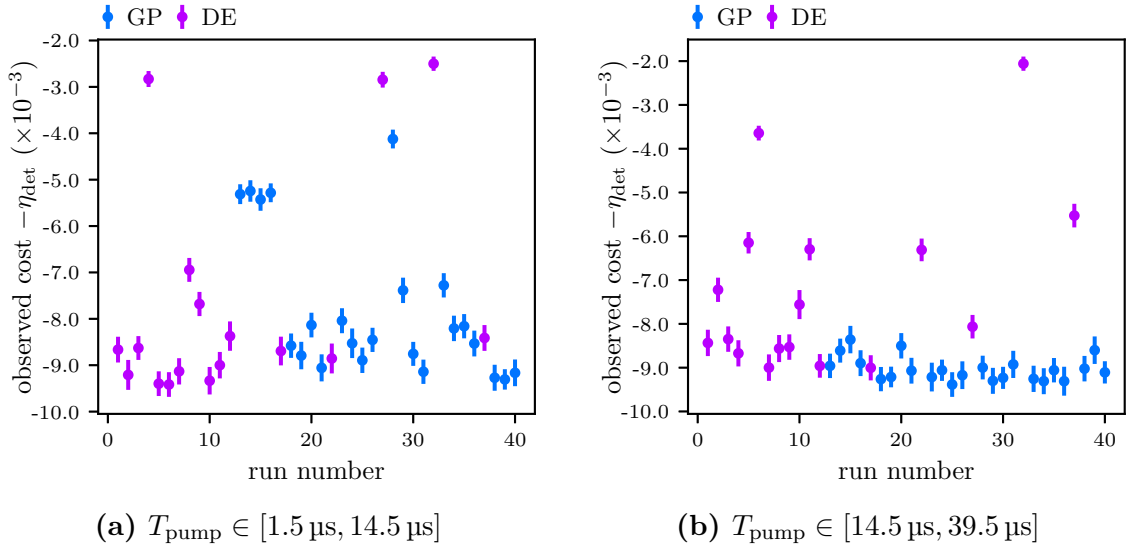 GP DE
observed cost −η_det (×10⁻³)
-2.0
-3.0
-4.0
-5.0
-6.0
-7.0
-8.0
-9.0
-10.0
0 10 20 30 40
run number
(a) T_pump ∈ [1.5 µs, 14.5 µs]
GP DE
observed cost −η_det (×10⁻³)
-2.0
-3.0
-4.0
-5.0
-6.0
-7.0
-8.0
-9.0
-10.0
0 10 20 30 40
run number
(b) T_pump ∈ [14.5 µs, 39.5 µs]